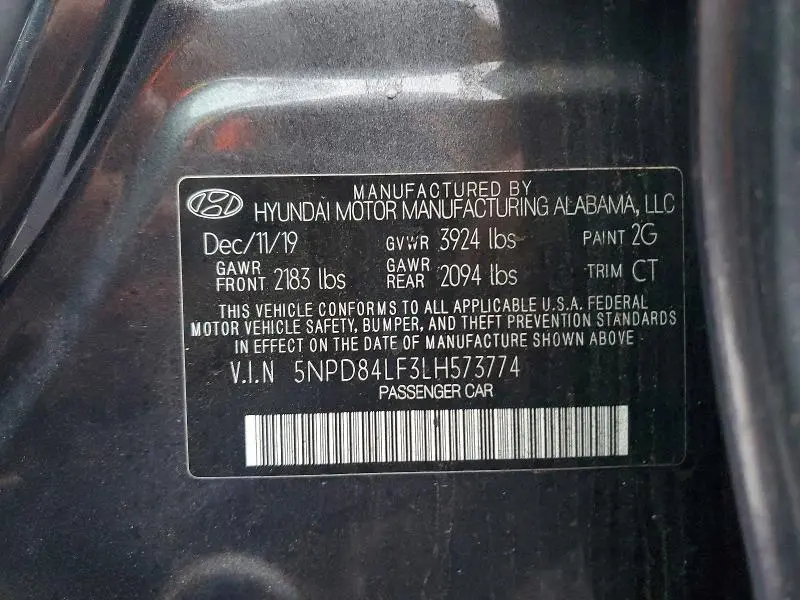 MANUFACTURED BY
HYUNDAI MOTOR MANUFACTURING ALABAMA, LLC
Dec/11/19 GVWR 3924 lbs PAINT 2G
GAWR FRONT 2183 lbs GAWR REAR 2094 lbs TRIM CT
THIS VEHICLE CONFORMS TO ALL APPLICABLE U.S.A. FEDERAL
MOTOR VEHICLE SAFETY, BUMPER, AND THEFT PREVENTION STANDARDS
IN EFFECT ON THE DATE OF MANUFACTURE SHOWN ABOVE
V.I.N 5NPD84LF3LH573774
PASSENGER CAR